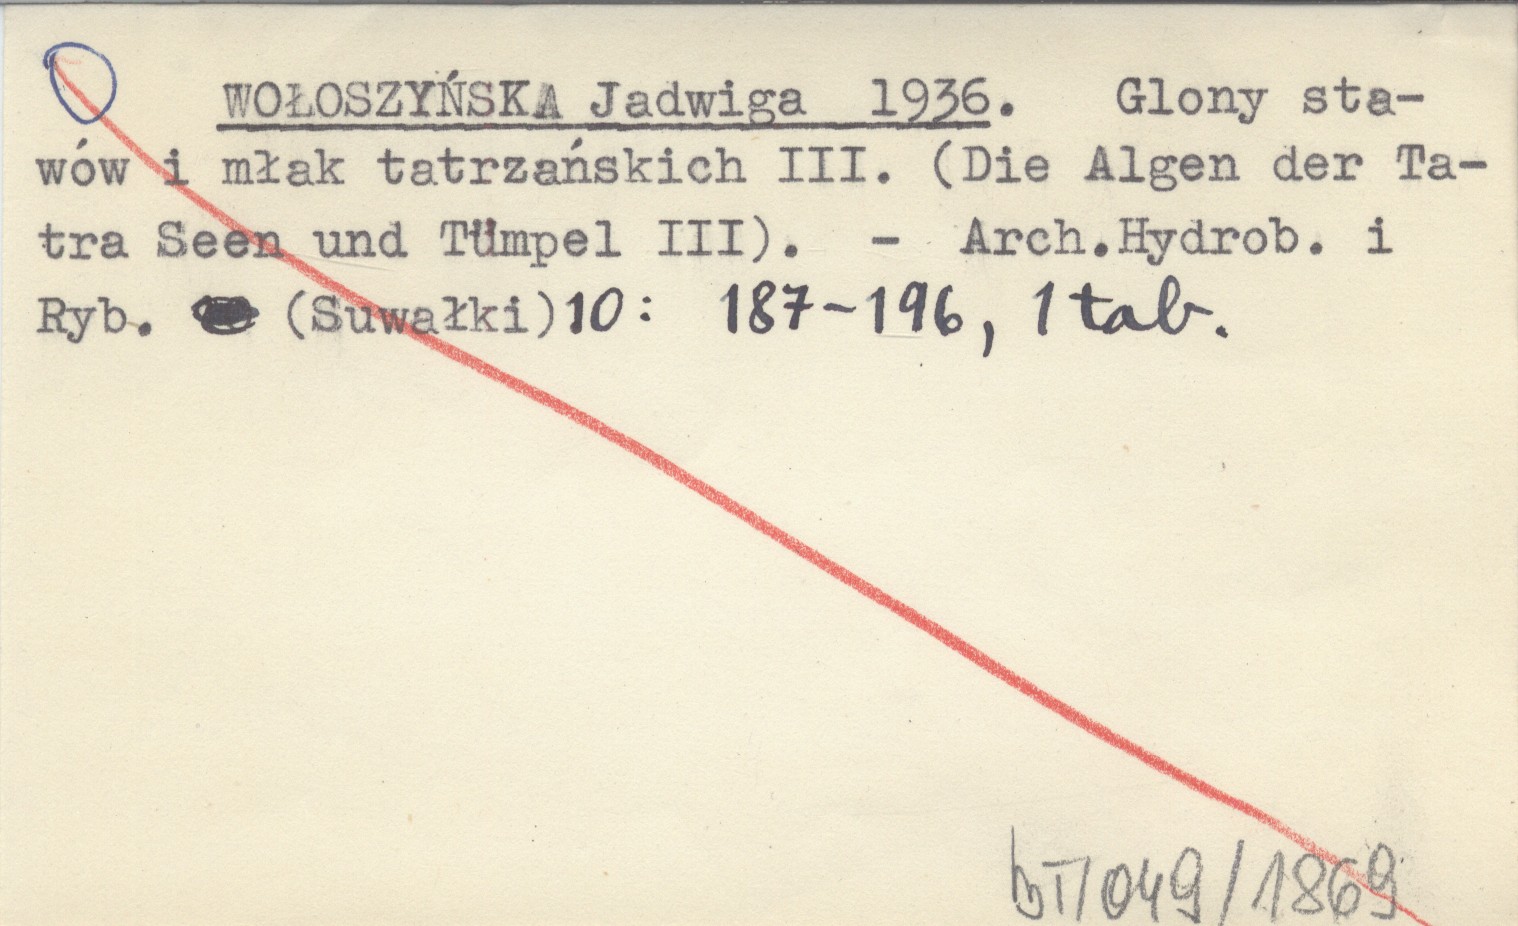 WOŁOSZYŃSKA Jadwiga 1936. Glony sta-
wów i młak tatrzańskich III. (Die Algen der Ta-
tra Seen und Tümpel III). - Arch.Hydrob. i
Ryb. (Suwałki)10: 187-196, 1 tab.
049/1869